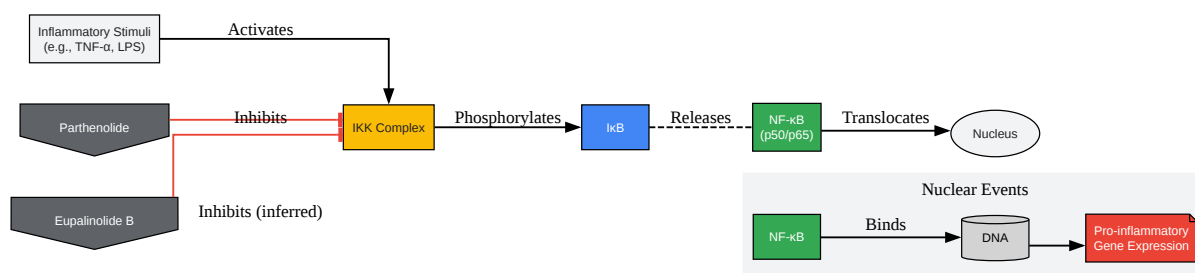 Inflammatory Stimuli
(e.g., TNF-α, LPS)
Activates
Parthenolide
Inhibits
IKK Complex
Phosphorylates
IκB
Releases
NF-κB
(p50/p65)
Translocates
Nucleus
Eupalinolide B
Inhibits (inferred)
Nuclear Events
NF-κB
Binds
DNA
Pro-inflammatory
Gene Expression